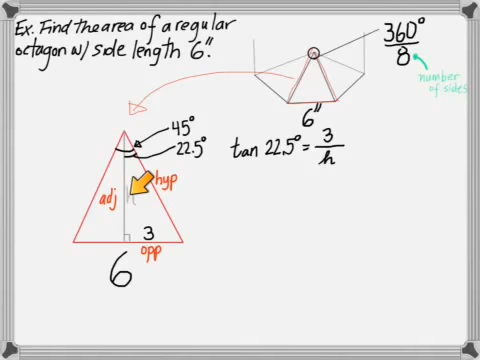 Ex. Find the area of a regular
octagon w/ side length 6".
360°
8
number
of sides
6"
45°
22.5°
tan 22.5° = 3
h
adj
h
hyp
3
opp
6